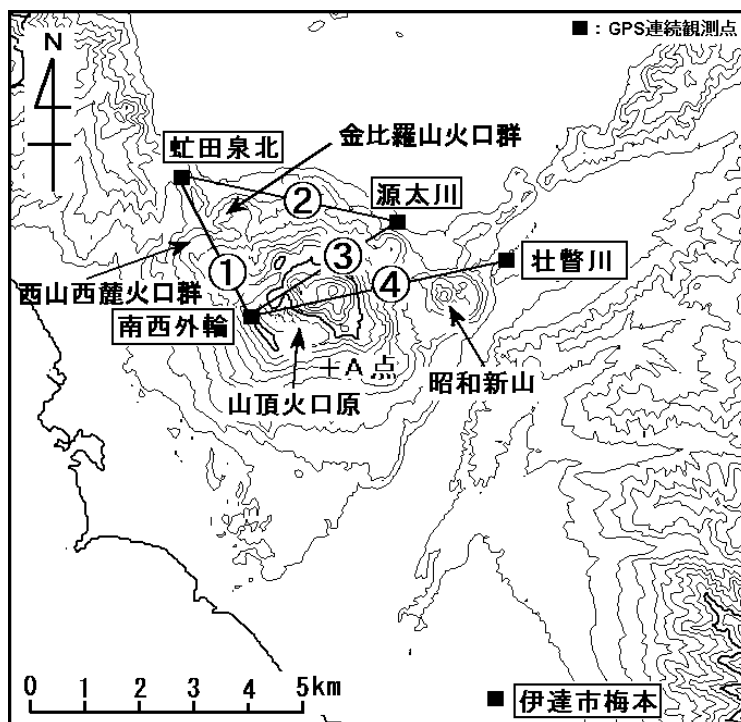 ■：GPS連続観測点
N
金比羅山火口群
虻田泉北
源太川
②
③
壮瞥川
①
④
西山西麓火口群
南西外輪
＋A点
昭和新山
山頂火口原
0 1 2 3 4 5km
■ 伊達市梅本